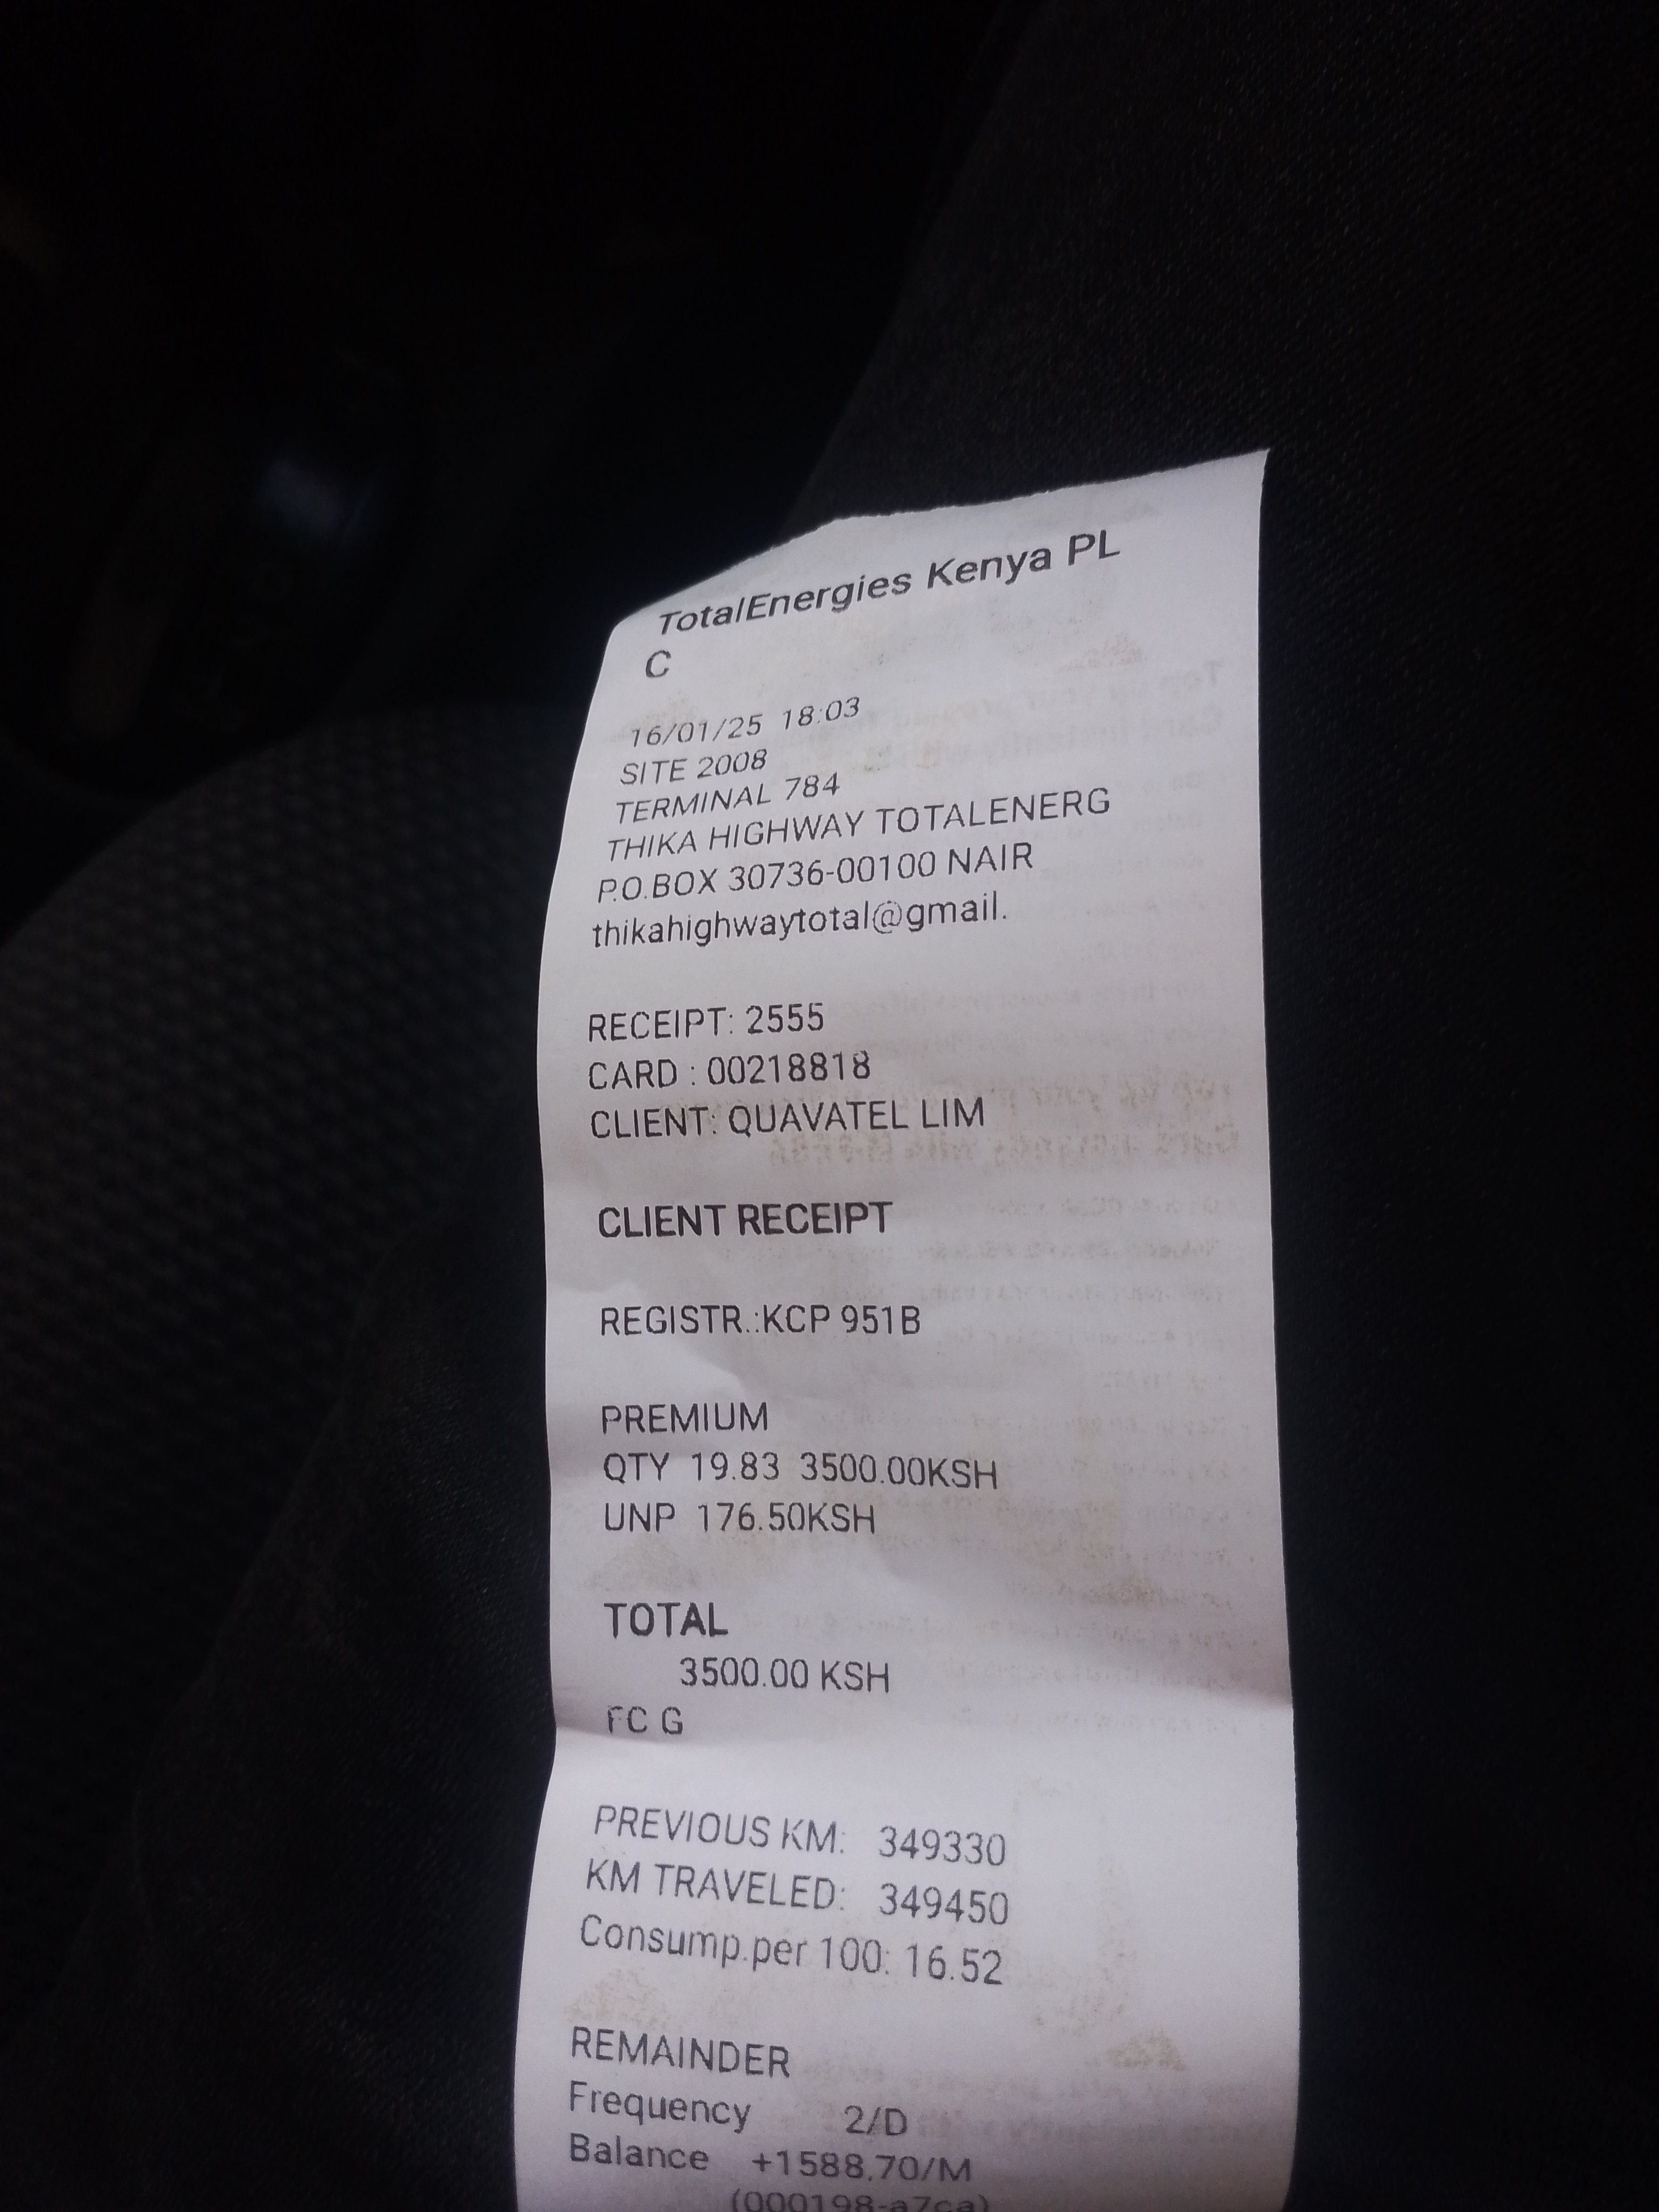 TotalEnergies Kenya PL
C
16/01/25 18:03
SITE 2008
TERMINAL 784
THIKA HIGHWAY TOTALENERG
P.O.BOX 30736-00100 NAIR
thikahighwaytotal@gmail.
RECEIPT: 2555
CARD : 00218818
CLIENT: QUAVATEL LIM
CLIENT RECEIPT
REGISTR.:KCP 951B
PREMIUM
QTY 19.83 3500.00KSH
UNP 176.50KSH
TOTAL
3500.00 KSH
FC G
PREVIOUS KM: 349330
KM TRAVELED: 349450
Consump.per 100: 16.52
REMAINDER
Frequency 2/D
Balance +1588.70/M
(000198-a7ca)